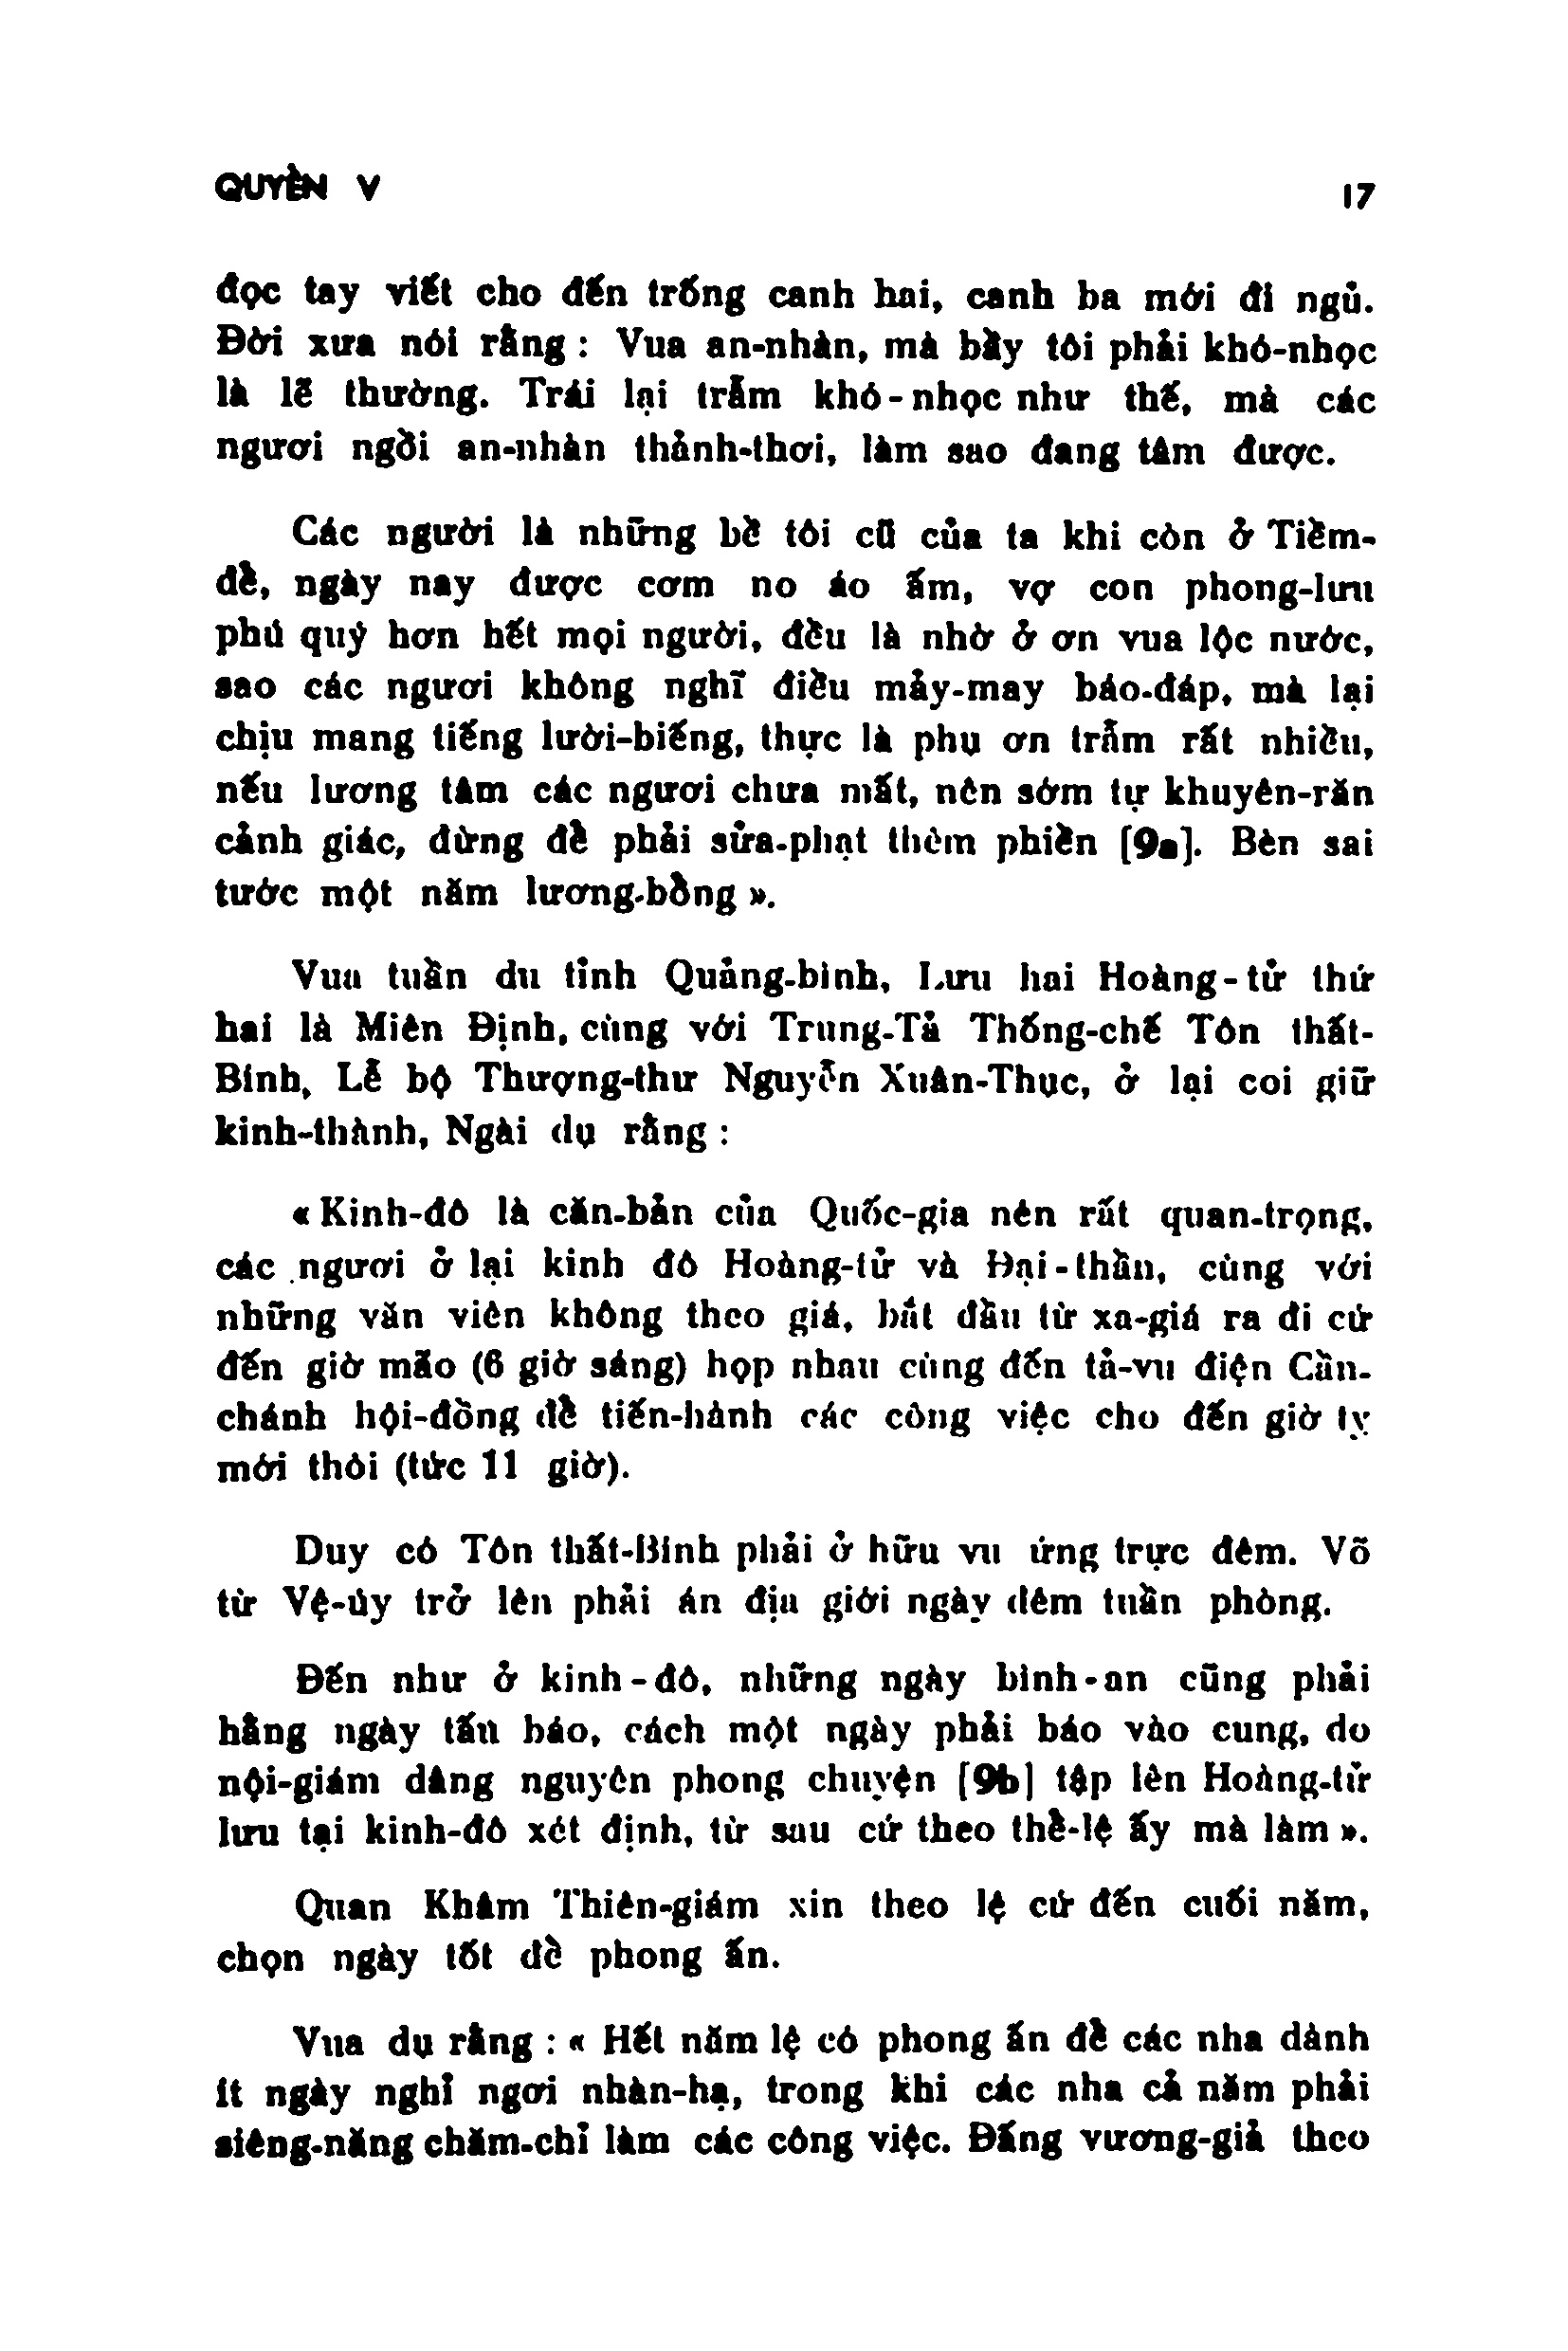 QUYỀN V 17
đọc tay viết cho đến trống canh hai, canh ba mới đi ngủ.
Đời xưa nói rằng : Vua an-nhàn, mà bầy tôi phải khó-nhọc
là lẽ thường. Trái lại trẫm khó-nhọc như thế, mà các
ngươi ngồi an-nhàn thảnh-thơi, làm sao đang tâm được.
Các người là những bề tôi cũ của ta khi còn ở Tiềm-
đề, ngày nay được cơm no áo ấm, vợ con phong-lưu
phú quý hơn hết mọi người, đều là nhờ ở ơn vua lộc nước,
sao các ngươi không nghĩ điều mảy-may báo-đáp, mà lại
chịu mang tiếng lười-biếng, thực là phụ ơn trẫm rất nhiều,
nếu lương tâm các ngươi chưa mất, nên sớm tự khuyên-răn
cảnh giác, đừng để phải sửa-phạt thêm phiền [9a]. Bèn sai
tước một năm lương-bồng ».
Vua tuần du tỉnh Quảng-bình, Lưu hai Hoàng-tử thứ
hai là Miên Định, cùng với Trung-Tả Thống-chế Tôn thất-
Bính, Lễ bộ Thượng-thư Nguyễn Xuân-Thục, ở lại coi giữ
kinh-thành, Ngài dụ rằng :
« Kinh-đô là căn-bản của Quốc-gia nên rất quan-trọng,
các ngươi ở lại kinh đô Hoàng-tử và Đại-thần, cùng với
những văn viên không theo giá, bắt đầu từ xa-giá ra đi cứ
đến giờ mão (6 giờ sáng) họp nhau cùng đến tả-vu điện Cần-
chánh hội-đồng để tiến-hành các công việc cho đến giờ tỵ
mới thôi (tức 11 giờ).
Duy có Tôn thất-Bính phải ở hữu vu ứng trực đêm. Võ
từ Vệ-úy trở lên phải án địa giới ngày đêm tuần phòng.
Đến như ở kinh-đô, những ngày bình-an cũng phải
hằng ngày tấu báo, cách một ngày phải báo vào cung, do
nội-giám dâng nguyên phong chuyện [9b] tập lên Hoàng-tử
lưu tại kinh-đô xét định, từ sau cứ theo thể-lệ ấy mà làm ».
Quan Khâm Thiên-giám xin theo lệ cứ đến cuối năm,
chọn ngày tốt để phong ấn.
Vua dụ rằng : « Hết năm lệ có phong ấn để các nha dành
ít ngày nghỉ ngơi nhàn-hạ, trong khi các nha cả năm phải
siêng-năng chăm-chỉ làm các công việc. Đấng vương-giả theo